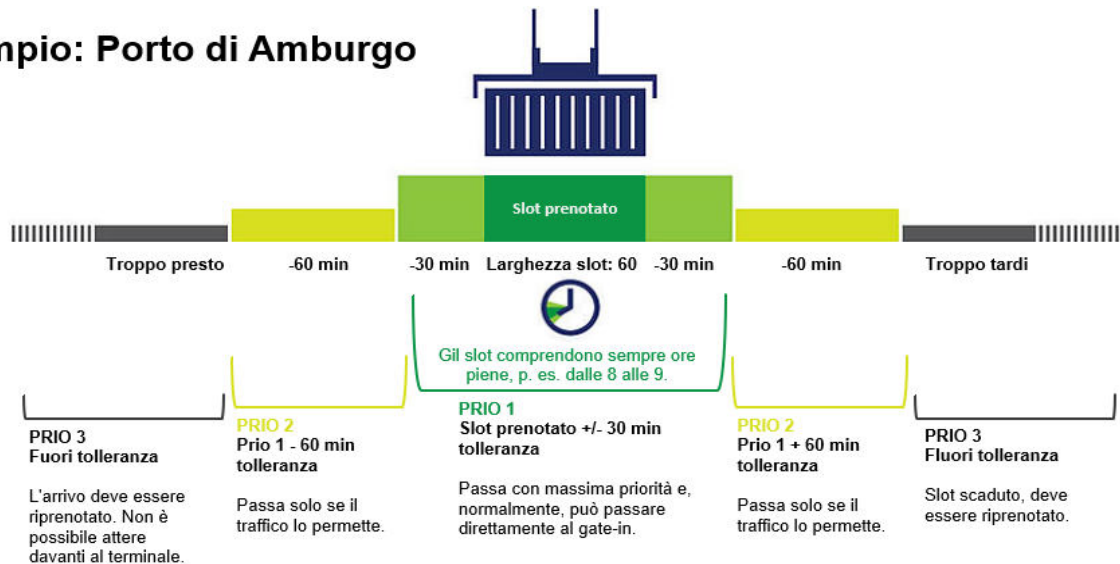 mpio: Porto di Amburgo
Slot prenotato
Troppo presto
-60 min
-30 min
Larghezza slot: 60
-30 min
-60 min
Troppo tardi
Gil slot comprendono sempre ore
piene, p. es. dalle 8 alle 9.
PRIO 3
Fuori tolleranza
L'arrivo deve essere
riprenotato. Non è
possibile attere
davanti al terminale.
PRIO 2
Prio 1 - 60 min
tolleranza
Passa solo se il
traffico lo permette.
PRIO 1
Slot prenotato +/- 30 min
tolleranza
Passa con massima priorità e,
normalmente, può passare
direttamente al gate-in.
PRIO 2
Prio 1 + 60 min
tolleranza
Passa solo se il
traffico lo permette.
PRIO 3
Fluori tolleranza
Slot scaduto, deve
essere riprenotato.